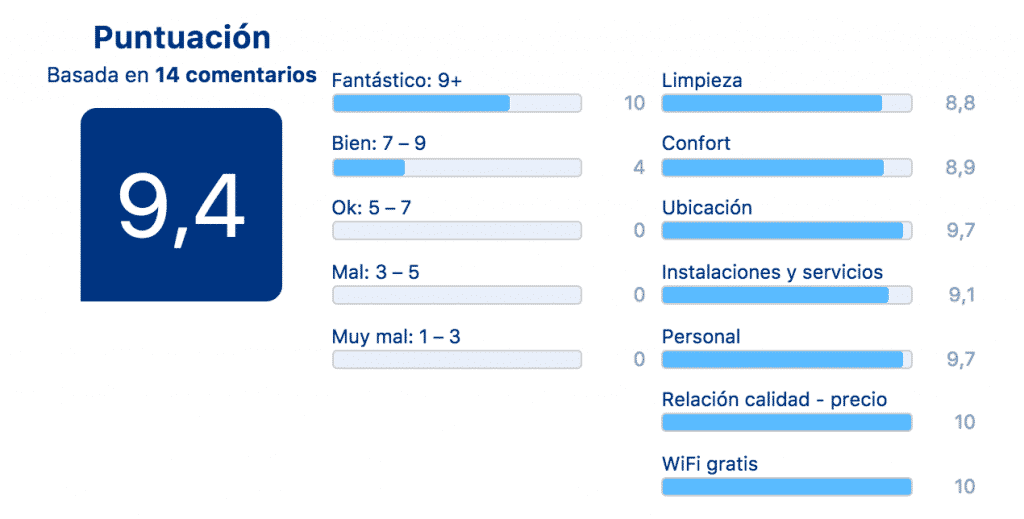 Puntuación
Basada en 14 comentarios
9,4
Fantástico: 9+
10
Bien: 7 – 9
4
Ok: 5 – 7
0
Mal: 3 – 5
0
Muy mal: 1 – 3
0
Limpieza
8,8
Confort
8,9
Ubicación
9,7
Instalaciones y servicios
9,1
Personal
9,7
Relación calidad - precio
10
WiFi gratis
10